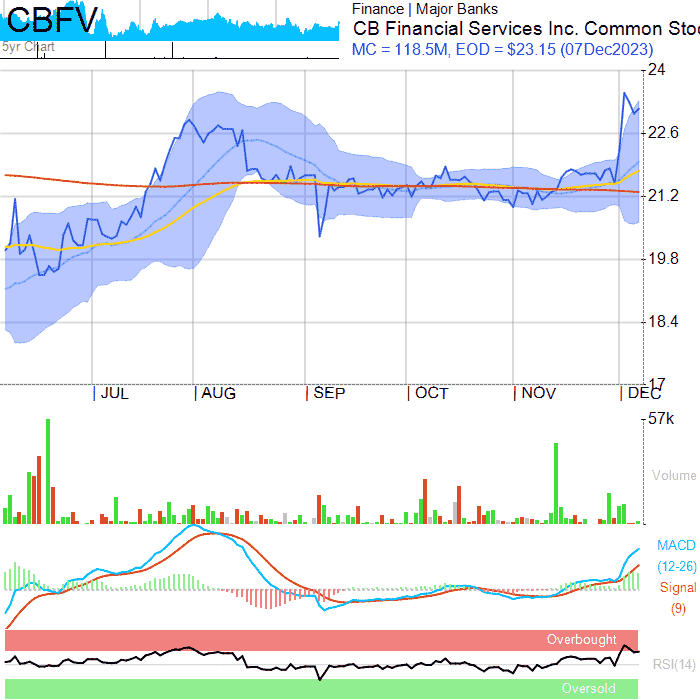 CBFV
5yr Chart
Finance | Major Banks
CB Financial Services Inc. Common Sto
MC = 118.5M, EOD = $23.15 (07Dec2023)
24
22.6
21.2
19.8
18.4
17
JUL AUG SEP OCT NOV DEC
57k
Volume
MACD
(12-26)
Signal
(9)
Overbought
RSI(14)
Oversold